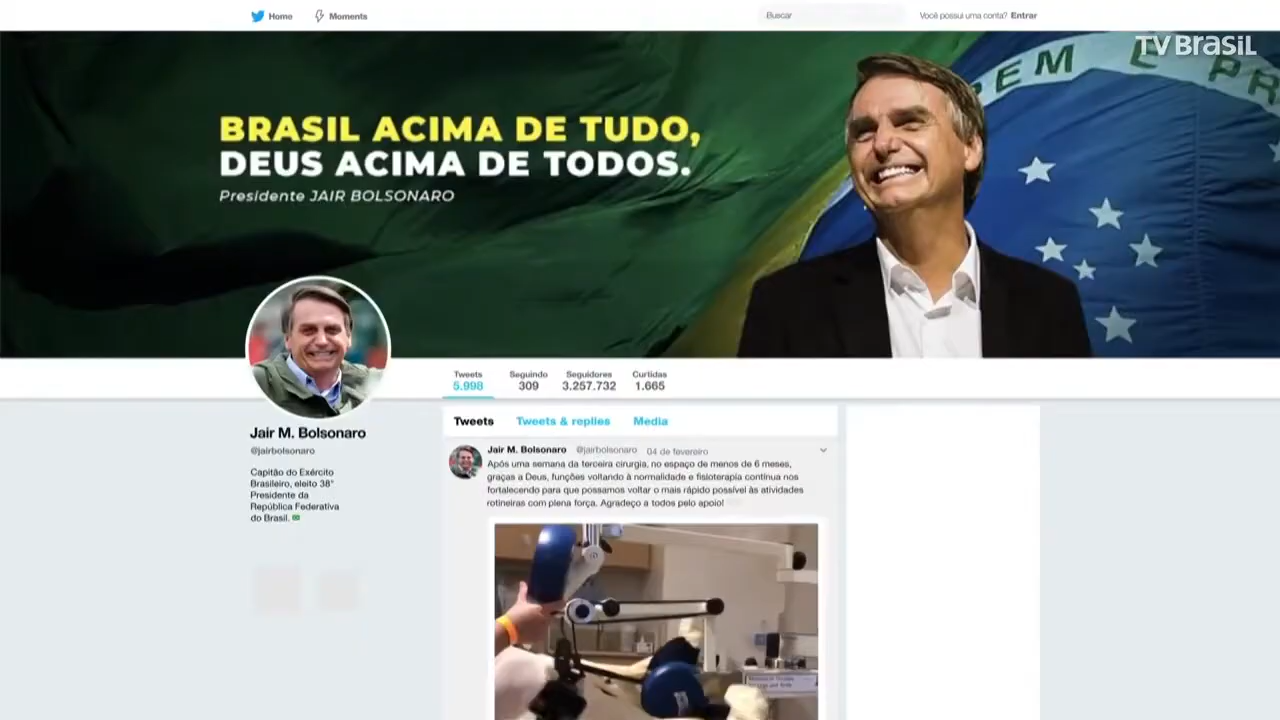 Home
Moments
Buscar
Você possui uma conta? Entrar
TV BRASIL
BRASIL ACIMA DE TUDO,
DEUS ACIMA DE TODOS.
Presidente JAIR BOLSONARO
Tweets
5.998
Seguindo
309
Seguidores
3.257.732
Curtidas
1.665
Jair M. Bolsonaro
@jairbolsonaro
Capitão do Exército
Brasileiro, eleito 38°
Presidente da
República Federativa
do Brasil.
Tweets
Tweets & replies
Media
Jair M. Bolsonaro @jairbolsonaro 04 de fevereiro
Após uma semana da terceira cirurgia, no espaço de menos de 6 meses,
graças a Deus, funções voltando à normalidade e fisioterapia contínua nos
fortalecendo para que possamos voltar o mais rápido possível às atividades
rotineiras com plena força. Agradeço a todos pelo apoio!